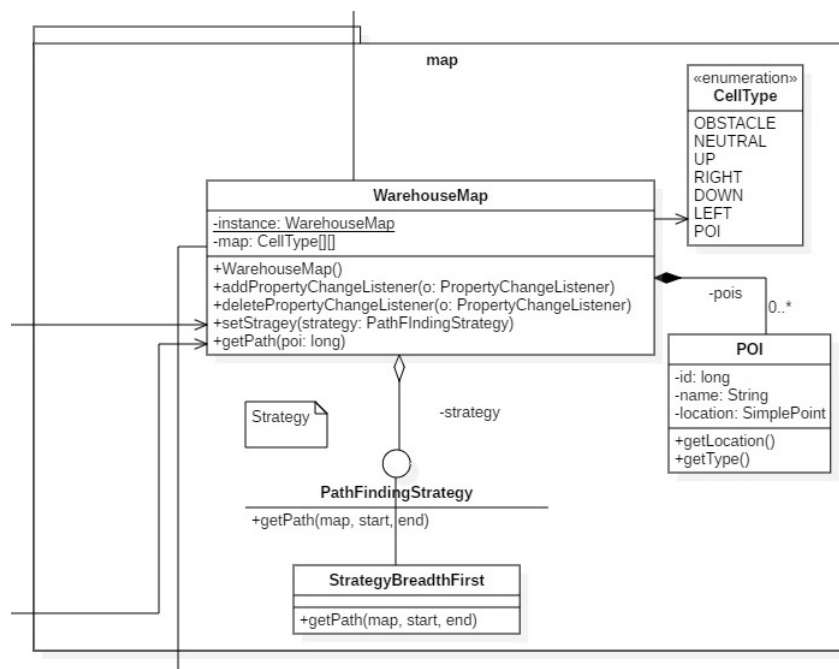 map
«enumeration»
CellType
OBSTACLE
NEUTRAL
UP
RIGHT
DOWN
LEFT
POI
WarehouseMap
-instance: WarehouseMap
-map: CellType[][]
+WarehouseMap()
+addPropertyChangeListener(o: PropertyChangeListener)
+deletePropertyChangeListener(o: PropertyChangeListener)
+setStragey(strategy: PathFIndingStrategy)
+getPath(poi: long)
-pois
0..*
POI
-id: long
-name: String
-location: SimplePoint
+getLocation()
+getType()
Strategy
-strategy
PathFindingStrategy
+getPath(map, start, end)
StrategyBreadthFirst
+getPath(map, start, end)